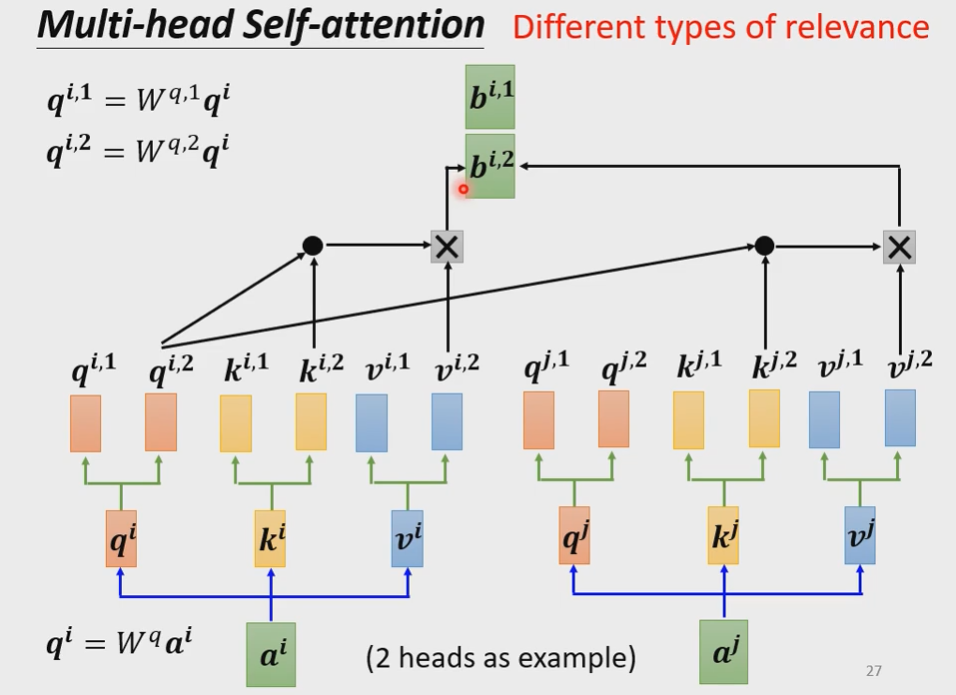 Multi-head Self-attention Different types of relevance
q^{i,1} = W^{q,1}q^{i}
q^{i,2} = W^{q,2}q^{i}
b^{i,1}
b^{i,2}
q^{i,1} q^{i,2} k^{i,1} k^{i,2} v^{i,1} v^{i,2} q^{j,1} q^{j,2} k^{j,1} k^{j,2} v^{j,1} v^{j,2}
q^{i} k^{i} v^{i} q^{j} k^{j} v^{j}
q^{i} = W^{q}a^{i} a^{i} (2 heads as example) a^{j}
27